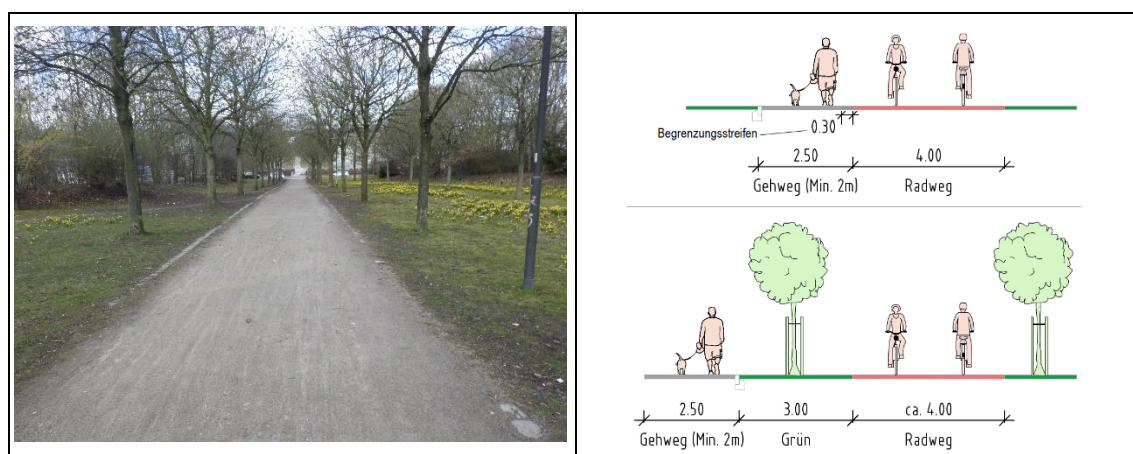 Begrenzungsstreifen
0.30
2.50 4.00
Gehweg (Min. 2m) Radweg
2.50 3.00 ca. 4.00
Gehweg (Min. 2m) Grün Radweg